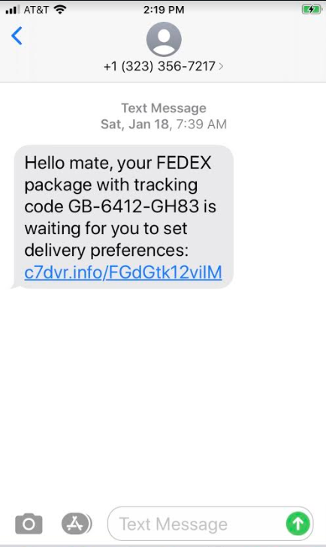 AT&T 2:19 PM
+1 (323) 356-7217
Text Message
Sat, Jan 18, 7:39 AM
Hello mate, your FEDEX
package with tracking
code GB-6412-GH83 is
waiting for you to set
delivery preferences:
c7dvr.info/FGdGtk12vilM
Text Message